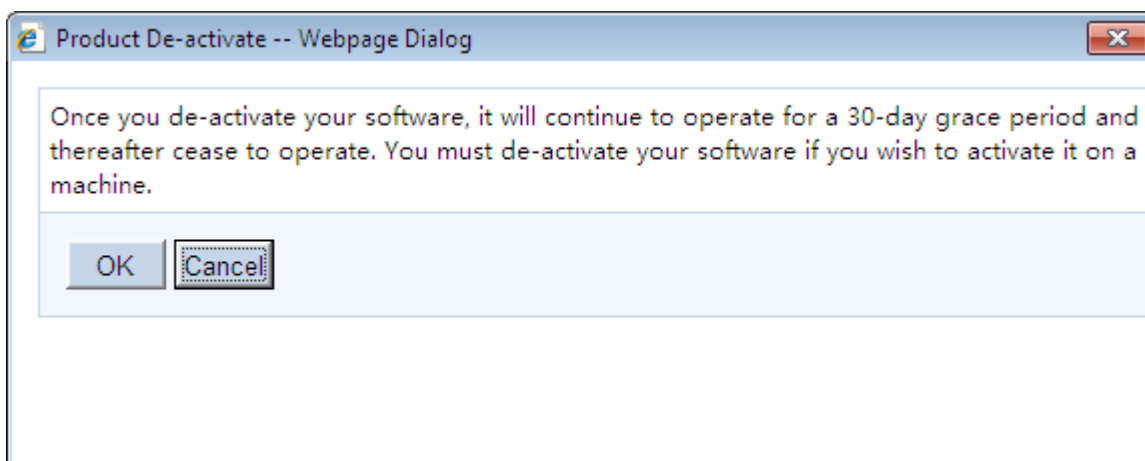 Product De-activate -- Webpage Dialog
Once you de-activate your software, it will continue to operate for a 30-day grace period and
thereafter cease to operate. You must de-activate your software if you wish to activate it on a
machine.
OK Cancel